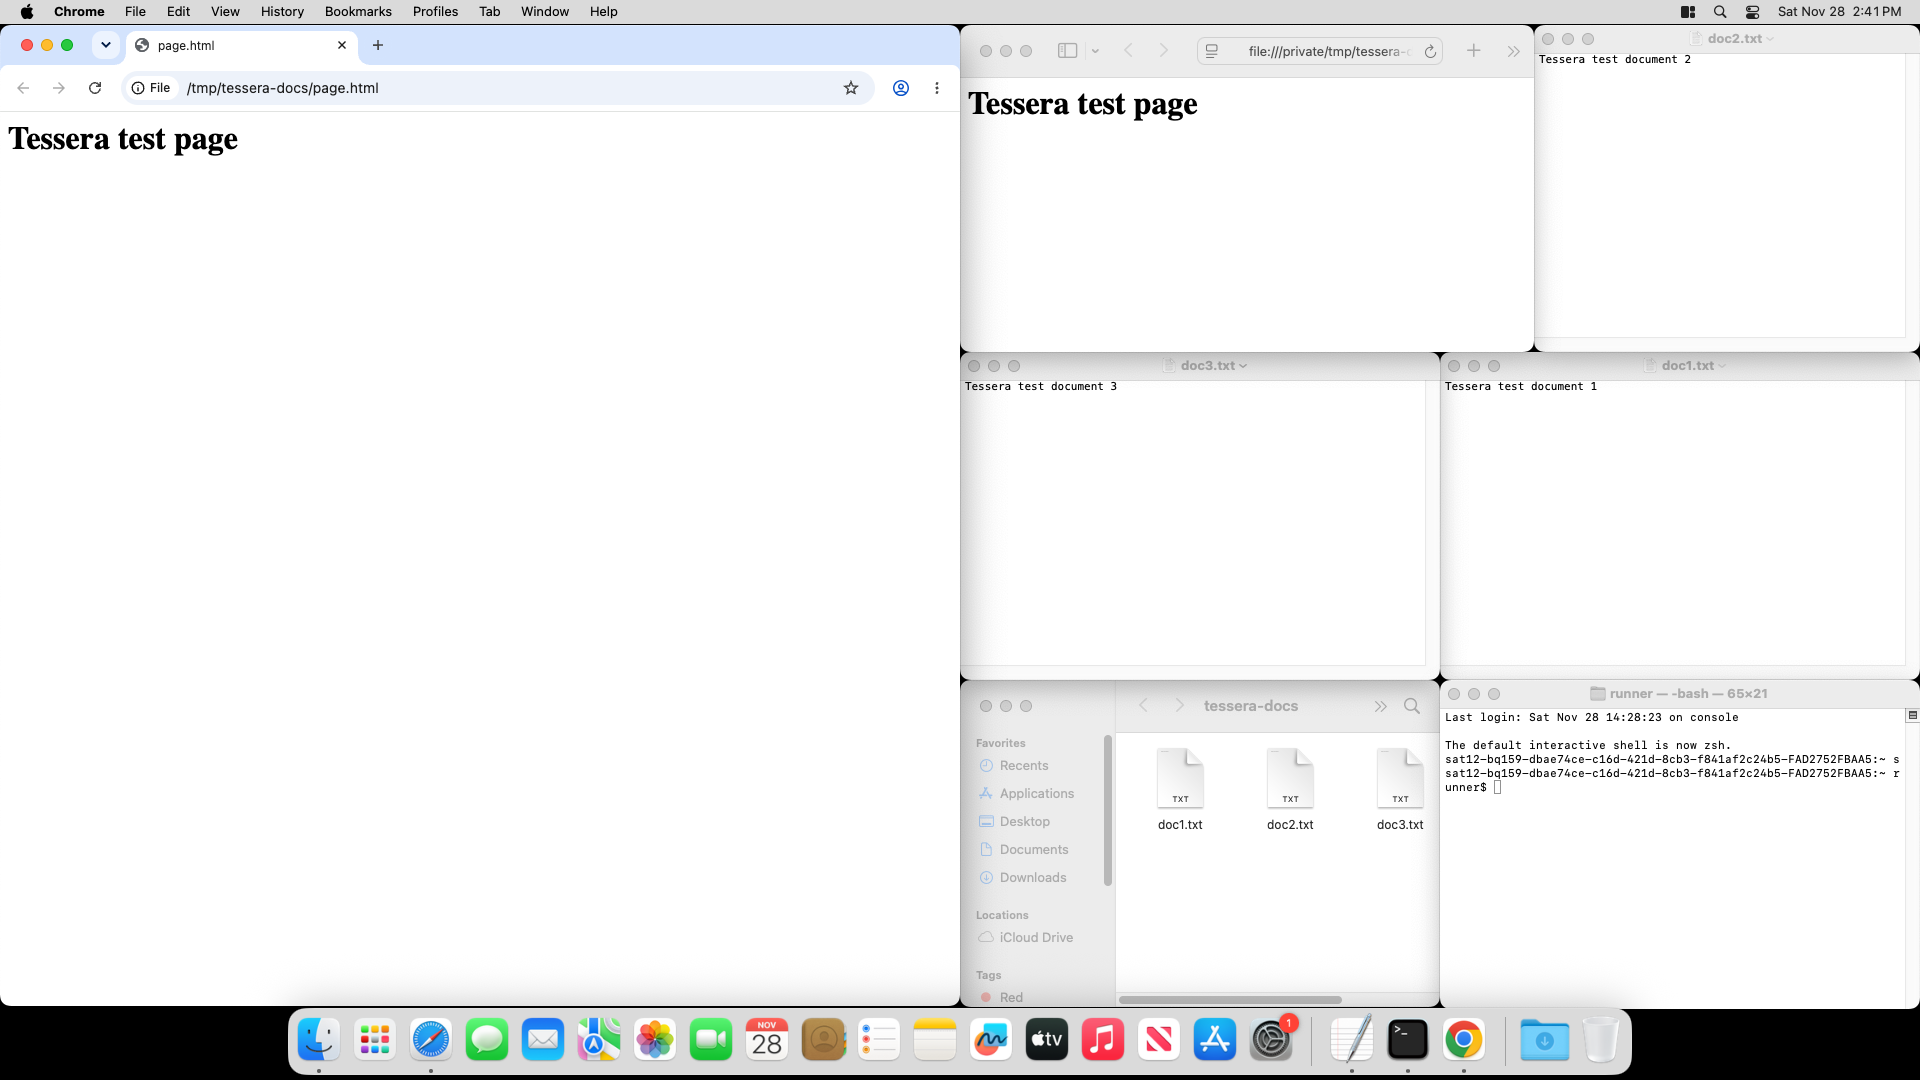 Chrome File Edit View History Bookmarks Profiles Tab Window Help Sat Nov 28 2:41 PM
page.html
File /tmp/tessera-docs/page.html
Tessera test page
file:///private/tmp/tessera-
Tessera test page
doc2.txt
Tessera test document 2
doc3.txt
Tessera test document 3
doc1.txt
Tessera test document 1
tessera-docs
Favorites
Recents
Applications
Desktop
Documents
Downloads
Locations
iCloud Drive
Tags
Red
TXT TXT TXT
doc1.txt doc2.txt doc3.txt
runner — -bash — 65×21
Last login: Sat Nov 28 14:28:23 on console
The default interactive shell is now zsh.
sat12-bq159-dbae74ce-c16d-421d-8cb3-f841af2c24b5-FAD2752FBAA5:~ s
sat12-bq159-dbae74ce-c16d-421d-8cb3-f841af2c24b5-FAD2752FBAA5:~ r
unner$
NOV
28
tv
1
>_